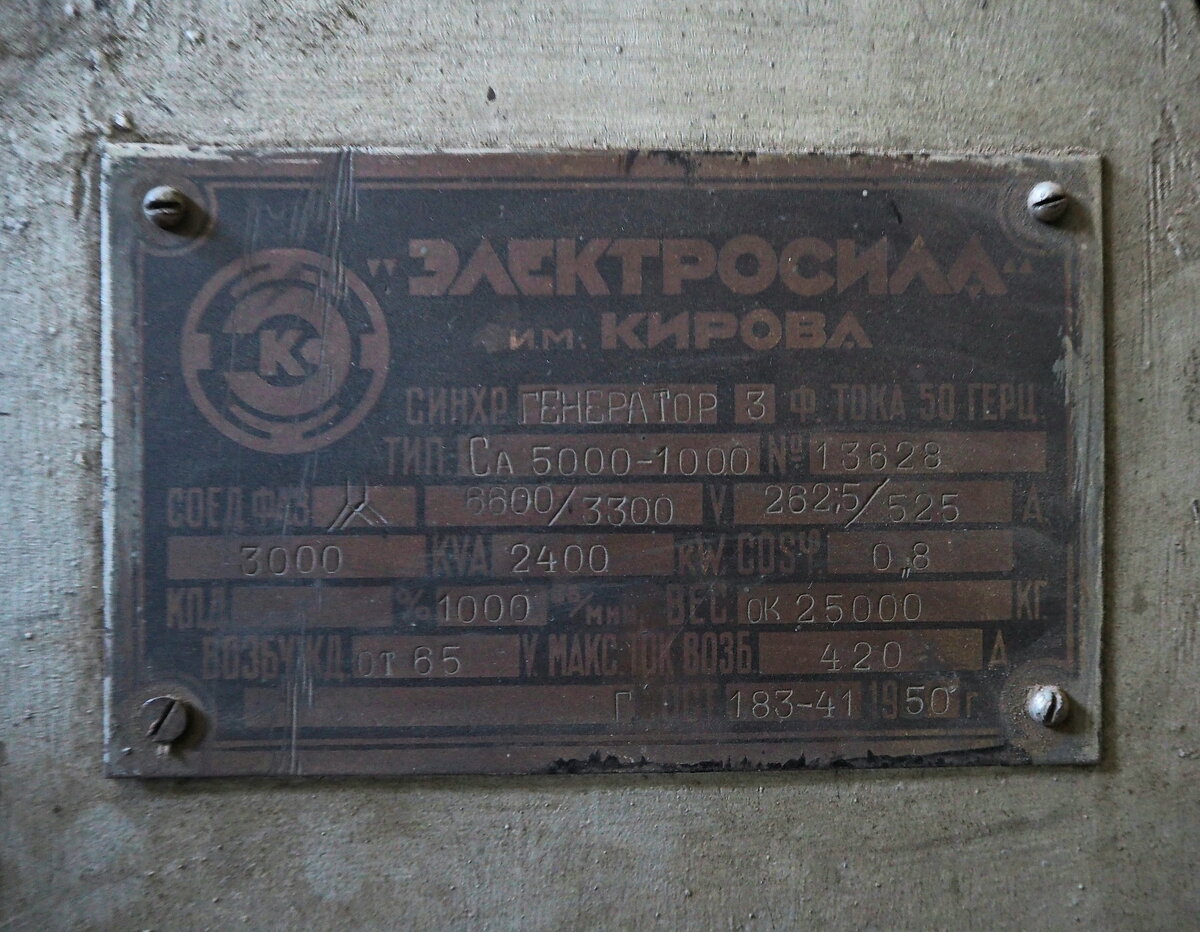 К
"ЭЛЕКТРОСИЛА"
ИМ. КИРОВА
СИНХР. ГЕНЕРАТОР 3 Ф ТОКА 50 ГЕРЦ.
ТИП. СА 5000-1000 № 13628
СОЕД. ФАЗ 6600/3300 V 262,5/525 А
3000 KVA 2400 KW. COSφ 0,8
КПД % 1000 об/мин. ВЕС ОК 25000 КГ
ВОЗБУЖД ОТ 65 V МАКС. ТОК ВОЗБ. 420 А
ГОСТ 183-41 1950 г.